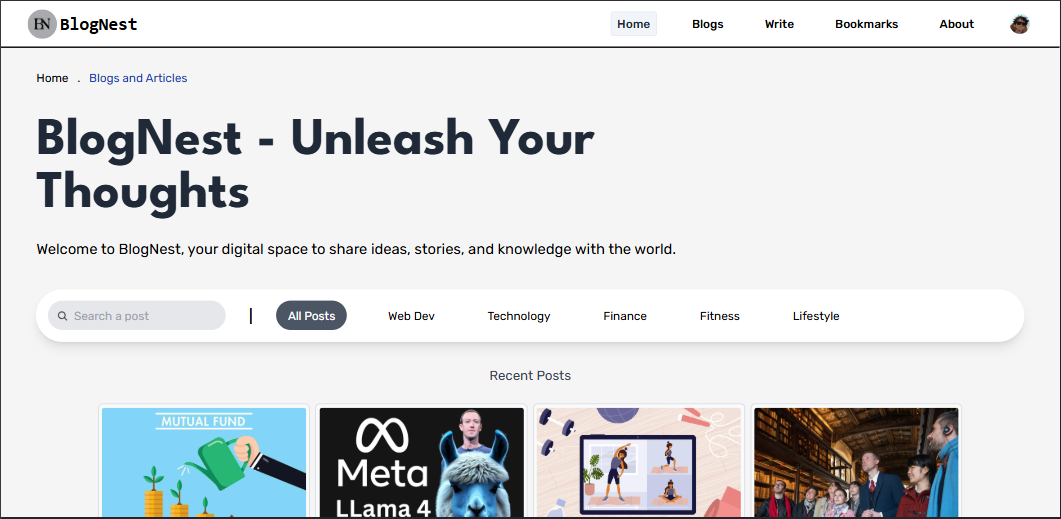 BN BlogNest
Home Blogs Write Bookmarks About
Home . Blogs and Articles
BlogNest - Unleash Your
Thoughts
Welcome to BlogNest, your digital space to share ideas, stories, and knowledge with the world.
Search a post | All Posts Web Dev Technology Finance Fitness Lifestyle
Recent Posts
MUTUAL FUND
Meta
LLama 4